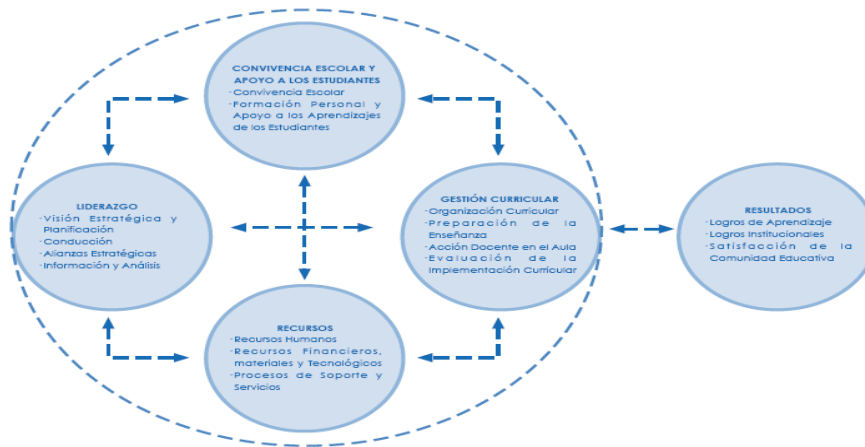 CONVIVENCIA ESCOLAR Y
APOYO A LOS ESTUDIANTES
-Convivencia Escolar
-Formación Personal y
Apoyo a los Aprendizajes
de los Estudiantes
LIDERAZGO
-Visión Estratégica y
Planificación
-Conducción
-Alianzas Estratégicas
-Información y Análisis
GESTIÓN CURRICULAR
-Organización Curricular
-Preparación de la
Enseñanza
-Acción Docente en el Aula
-Evaluación de la
Implementación Curricular
RESULTADOS
-Logros de Aprendizaje
-Logros Institucionales
-Satisfacción de la
Comunidad Educativa
RECURSOS
-Recursos Humanos
-Recursos Financieros,
materiales y Tecnológicos
-Procesos de Soporte y
Servicios